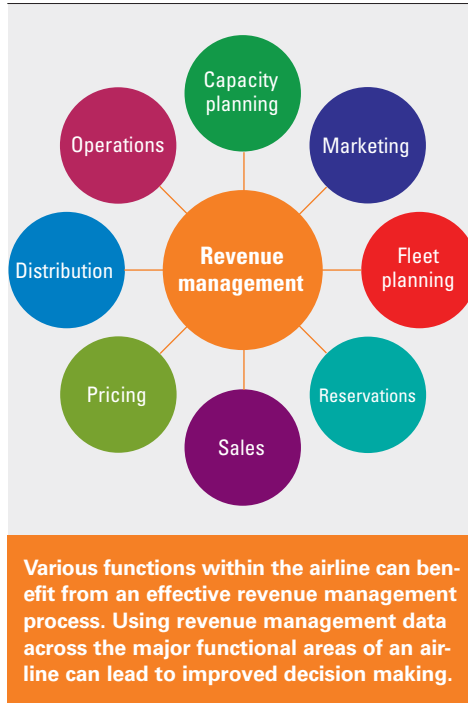 Capacity
planning
Operations
Marketing
Distribution
Revenue
management
Fleet
planning
Pricing
Reservations
Sales
Various functions within the airline can ben-
efit from an effective revenue management
process. Using revenue management data
across the major functional areas of an air-
line can lead to improved decision making.